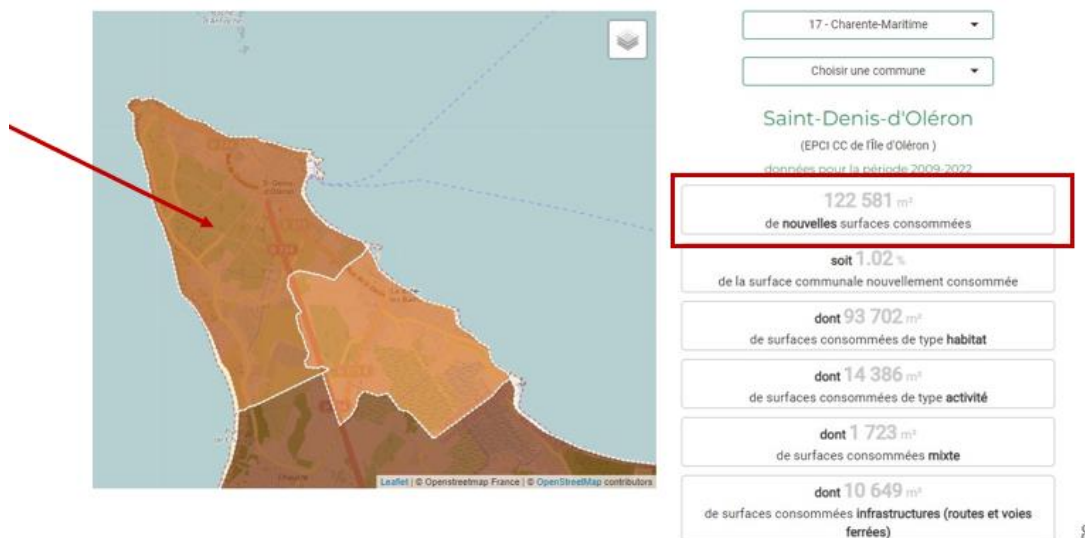 17 - Charente-Maritime
Choisir une commune
Saint-Denis-d'Oléron
(EPCI CC de l'Île d'Oléron )
données pour la période 2009-2022
122 581 m²
de nouvelles surfaces consommées
soit 1.02 %
de la surface communale nouvellement consommée
dont 93 702 m²
de surfaces consommées de type habitat
dont 14 386 m²
de surfaces consommées de type activité
dont 1 723 m²
de surfaces consommées mixte
dont 10 649 m²
de surfaces consommées infrastructures (routes et voies
ferrées)
d'Antioche
St-Denis
d'Oléron
Leaflet | © Openstreetmap France | © OpenStreetMap contributors